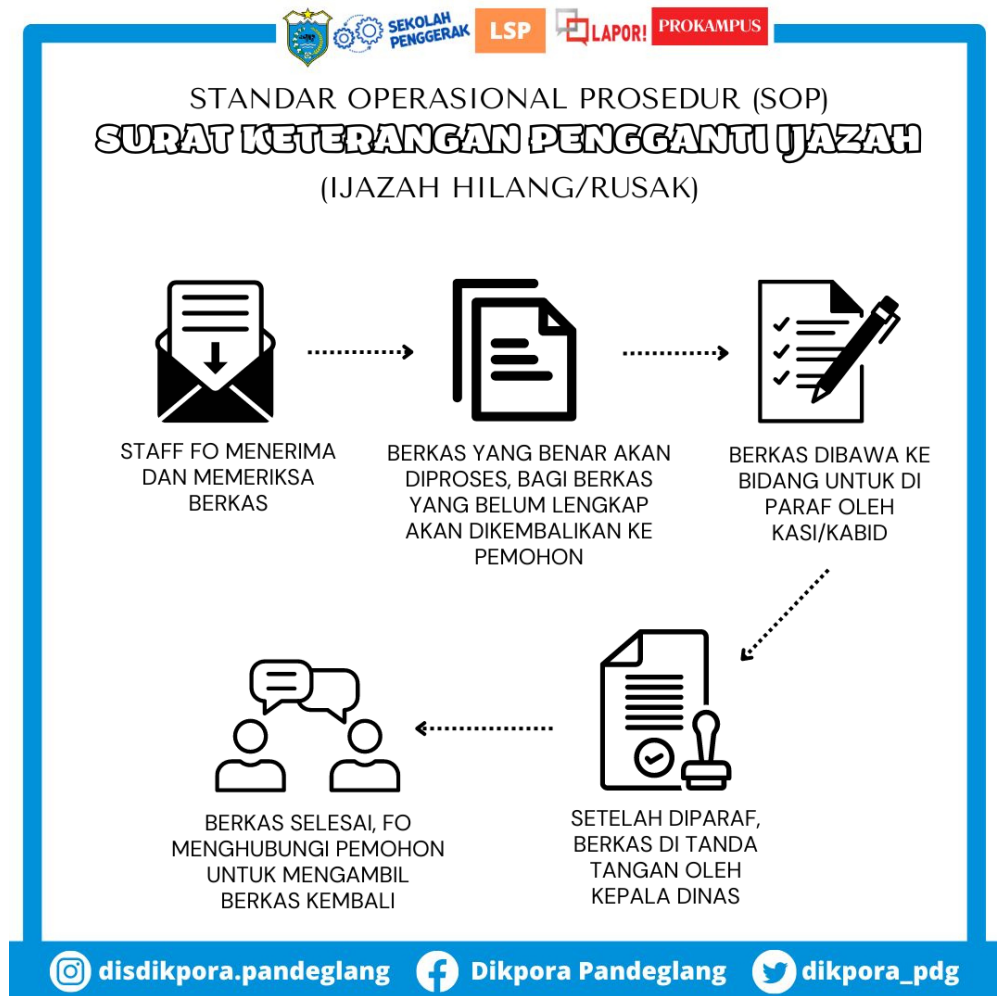 SEKOLAH
PENGGERAK
LSP
LAPOR!
PROKAMPUS
STANDAR OPERASIONAL PROSEDUR (SOP)
SURAT KETERANGAN PENGGANTI IJAZAH
(IJAZAH HILANG/RUSAK)
STAFF FO MENERIMA
DAN MEMERIKSA
BERKAS
BERKAS YANG BENAR AKAN
DIPROSES, BAGI BERKAS
YANG BELUM LENGKAP
AKAN DIKEMBALIKAN KE
PEMOHON
BERKAS DIBAWA KE
BIDANG UNTUK DI
PARAF OLEH
KASI/KABID
SETELAH DIPARAF,
BERKAS DI TANDA
TANGAN OLEH
KEPALA DINAS
BERKAS SELESAI, FO
MENGHUBUNGI PEMOHON
UNTUK MENGAMBIL
BERKAS KEMBALI
disdikpora.pandeglang
Dikpora Pandeglang
dikpora_pdg